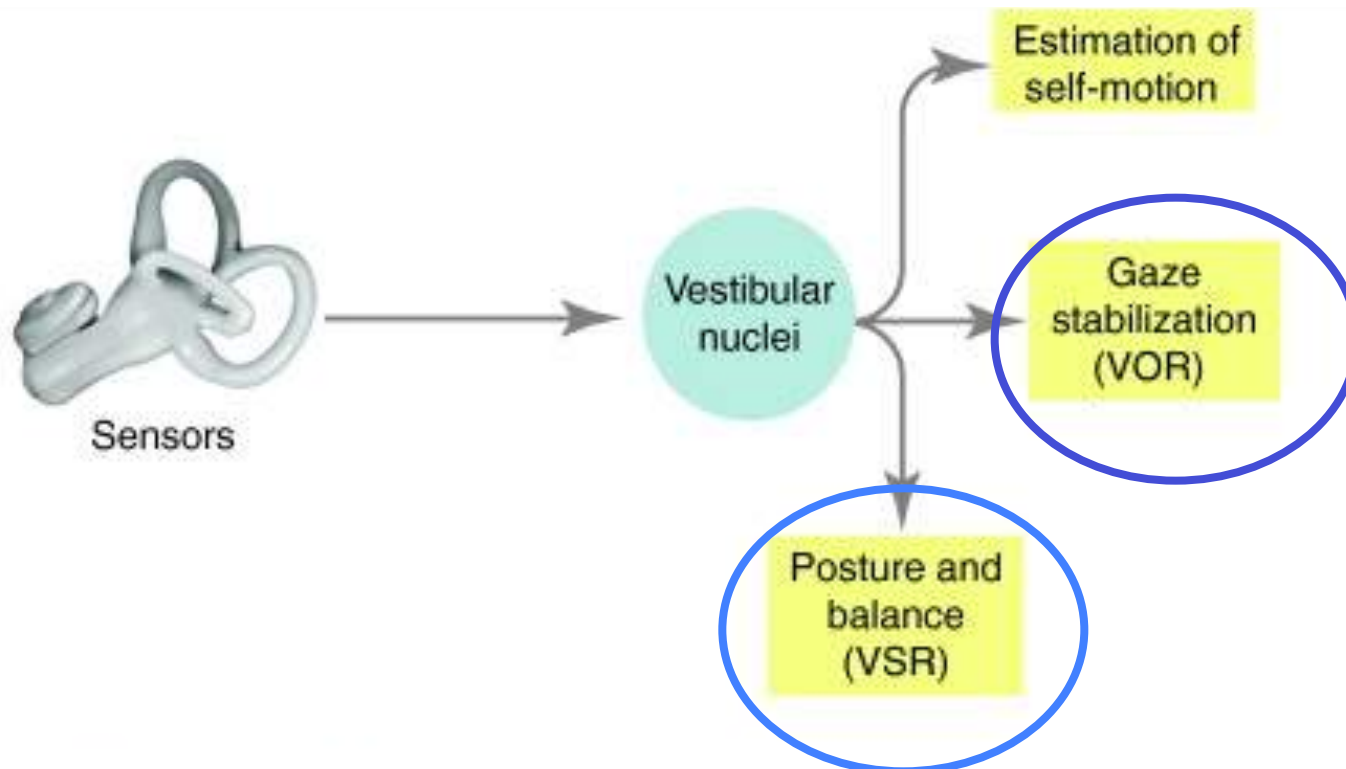 Estimation of
self-motion
Gaze
stabilization
(VOR)
Vestibular
nuclei
Sensors
Posture and
balance
(VSR)